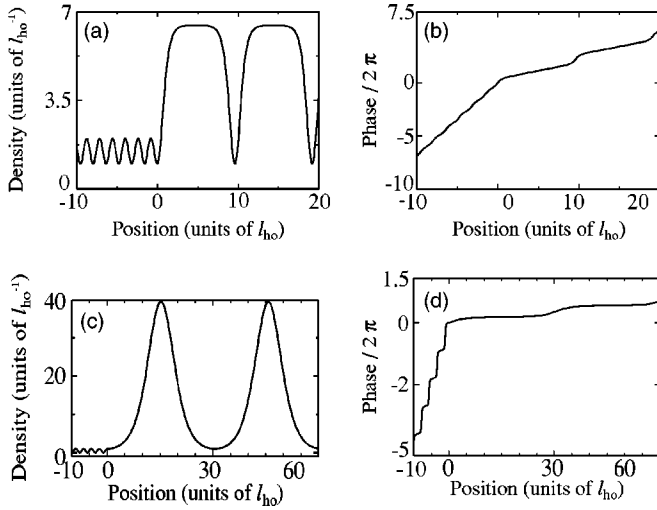 (a)
Density (units of l_ho^-1)
7
3.5
0
-10 0 10 20
Position (units of l_ho)
(b)
Phase / 2 π
7.5
0
-5
-10
-10 0 10 20
Position (units of l_ho)
(c)
Density (units of l_ho^-1)
40
20
0
-10 0 30 60
Position (units of l_ho)
(d)
Phase / 2 π
1.5
0
-2
-5
-10 0 30 60
Position (units of l_ho)